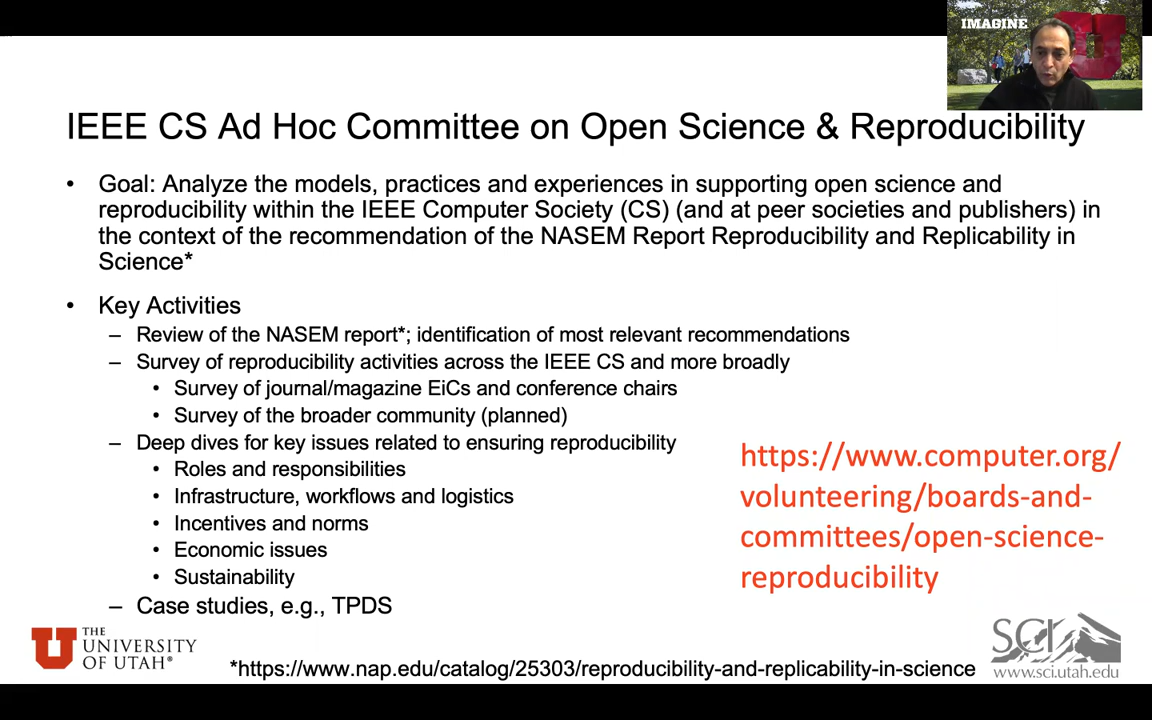 IMAGINE
IEEE CS Ad Hoc Committee on Open Science & Reproducibility
• Goal: Analyze the models, practices and experiences in supporting open science and
reproducibility within the IEEE Computer Society (CS) (and at peer societies and publishers) in
the context of the recommendation of the NASEM Report Reproducibility and Replicability in
Science*
• Key Activities
– Review of the NASEM report*; identification of most relevant recommendations
– Survey of reproducibility activities across the IEEE CS and more broadly
• Survey of journal/magazine EiCs and conference chairs
• Survey of the broader community (planned)
– Deep dives for key issues related to ensuring reproducibility
• Roles and responsibilities
• Infrastructure, workflows and logistics
• Incentives and norms
• Economic issues
• Sustainability
– Case studies, e.g., TPDS
https://www.computer.org/
volunteering/boards-and-
committees/open-science-
reproducibility
THE
UNIVERSITY
OF UTAH®
*https://www.nap.edu/catalog/25303/reproducibility-and-replicability-in-science
SCI
www.sci.utah.edu